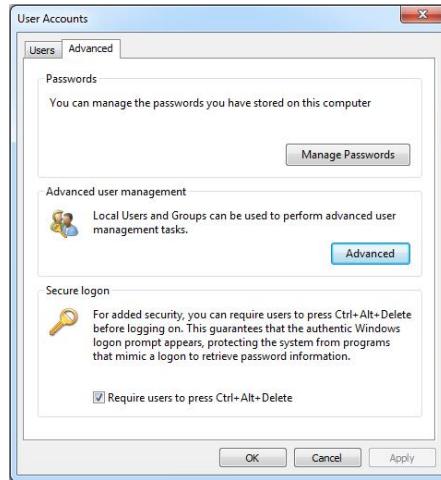 User Accounts
Users
Advanced
Passwords
You can manage the passwords you have stored on this computer
Manage Passwords
Advanced user management
Local Users and Groups can be used to perform advanced user
management tasks.
Advanced
Secure logon
For added security, you can require users to press Ctrl+Alt+Delete
before logging on. This guarantees that the authentic Windows
logon prompt appears, protecting the system from programs
that mimic a logon to retrieve password information.
Require users to press Ctrl+Alt+Delete
OK
Cancel
Apply